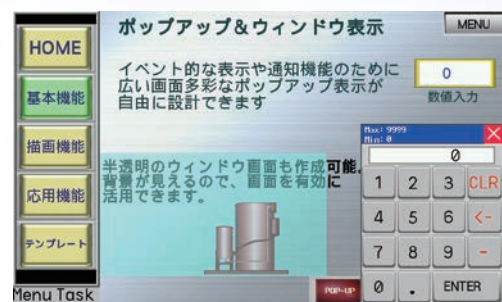 ポップアップ&ウィンドウ表示
MENU
HOME
基本機能
描画機能
応用機能
テンプレート
Menu Task
イベント的な表示や通知機能のために
広い画面多彩なポップアップ表示が
自由に設計できます
0
数値入力
半透明のウィンドウ画面も作成可能。
背景が見えるので、画面を有効に
活用できます。
POP-UP
Max: 9999
Min: 0
X
0
1 2 3 CLR
4 5 6 <-
7 8 9 -
0 . ENTER